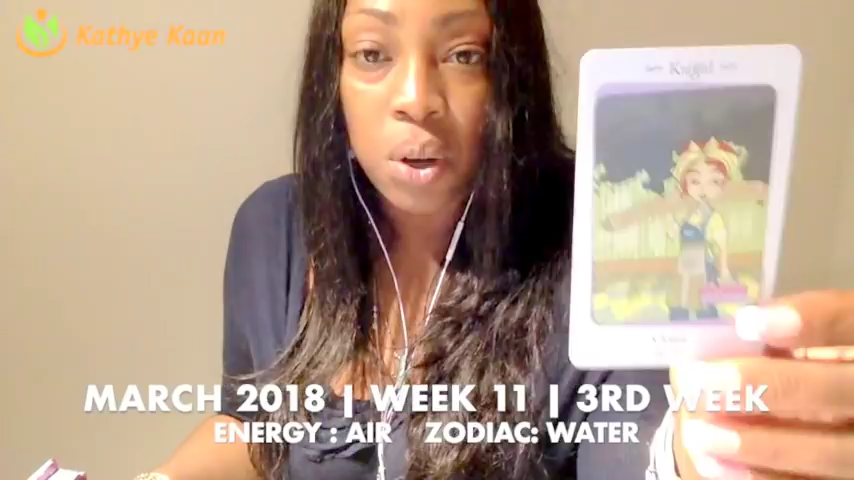 Kathye Kaan
MARCH 2018 | WEEK 11 | 3RD WEEK
ENERGY : AIR ZODIAC: WATER